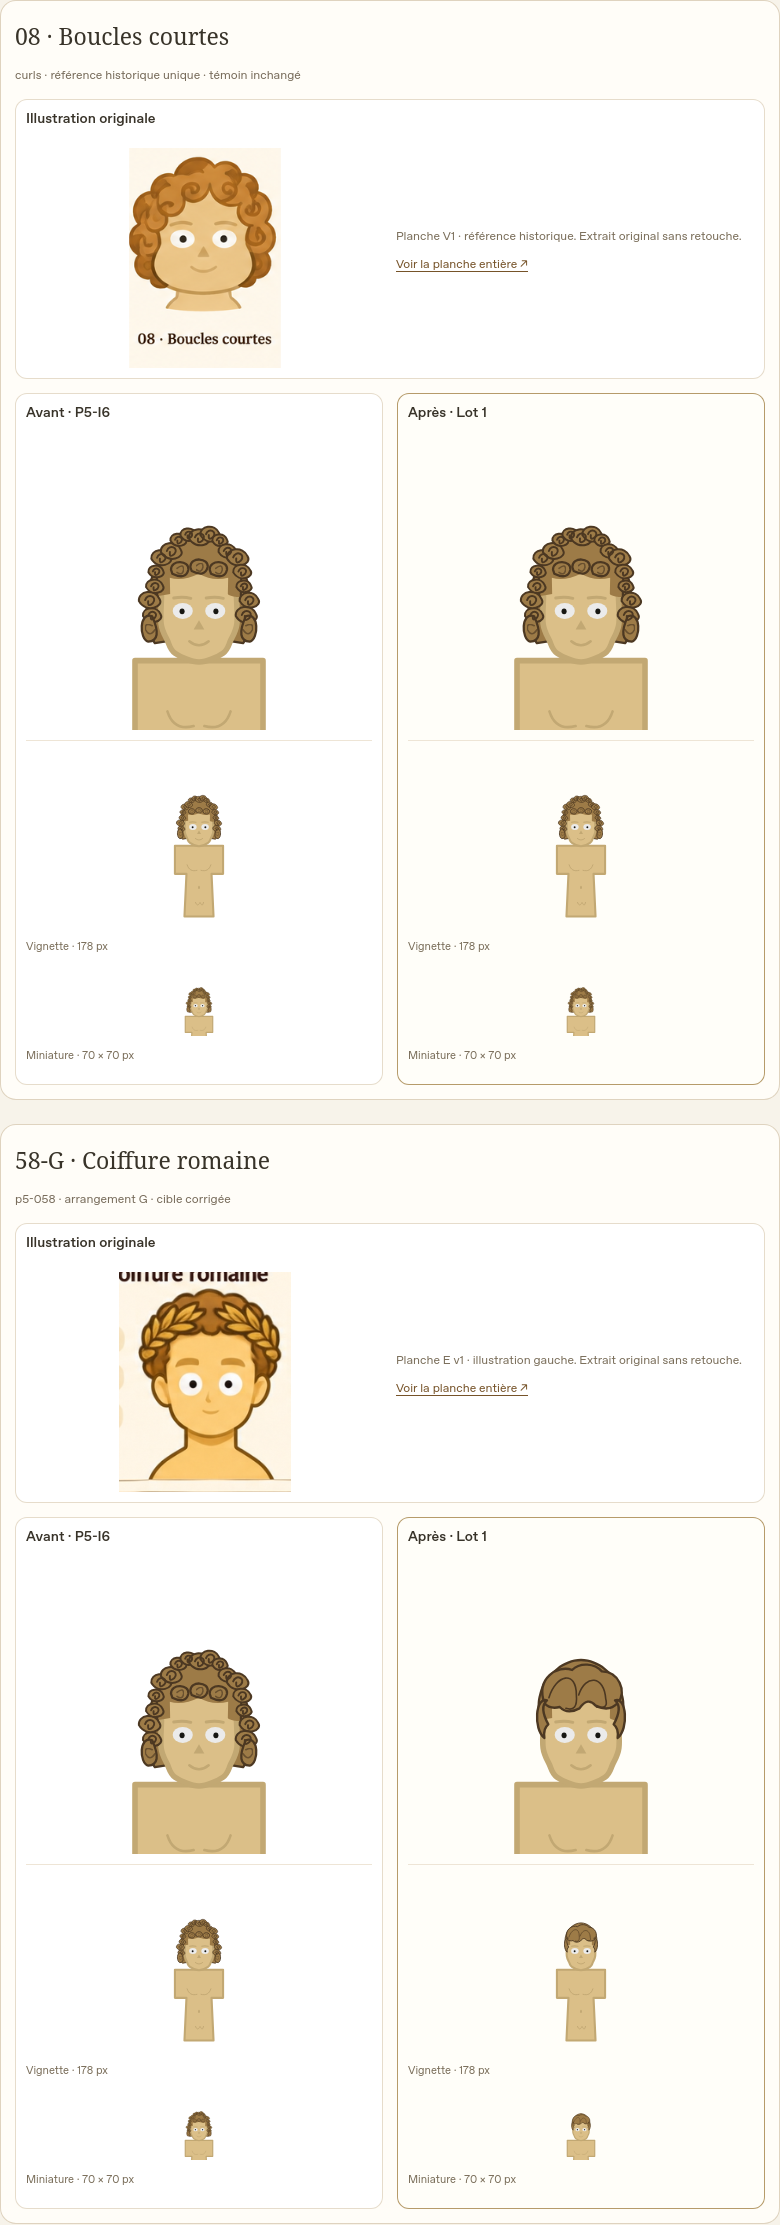 08 · Boucles courtes
curls · référence historique unique · témoin inchangé
Illustration originale
08 · Boucles courtes
Planche V1 · référence historique. Extrait original sans retouche.
Voir la planche entière ↗
Avant · P5-I6
Vignette · 178 px
Miniature · 70 × 70 px
Après · Lot 1
Vignette · 178 px
Miniature · 70 × 70 px
58-G · Coiffure romaine
p5-058 · arrangement G · cible corrigée
Illustration originale
oiffure romaine
Planche E v1 · illustration gauche. Extrait original sans retouche.
Voir la planche entière ↗
Avant · P5-I6
Vignette · 178 px
Miniature · 70 × 70 px
Après · Lot 1
Vignette · 178 px
Miniature · 70 × 70 px